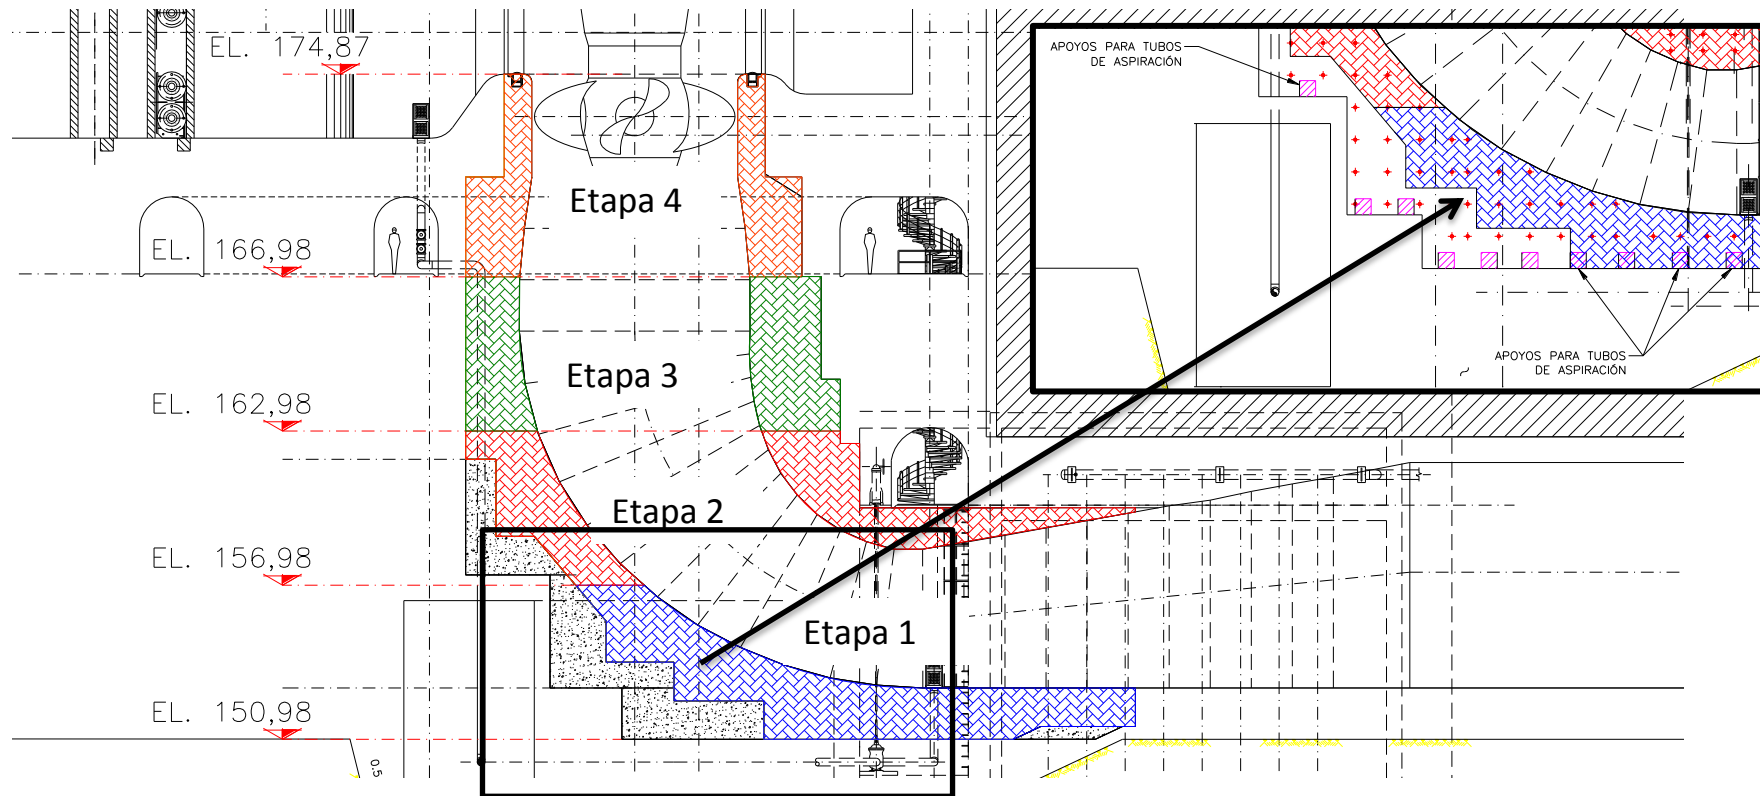 EL. 174,87
APOYOS PARA TUBOS
DE ASPIRACIÓN
Etapa 4
EL. 166,98
Etapa 3
APOYOS PARA TUBOS
DE ASPIRACIÓN
EL. 162,98
Etapa 2
EL. 156,98
Etapa 1
EL. 150,98
0.5